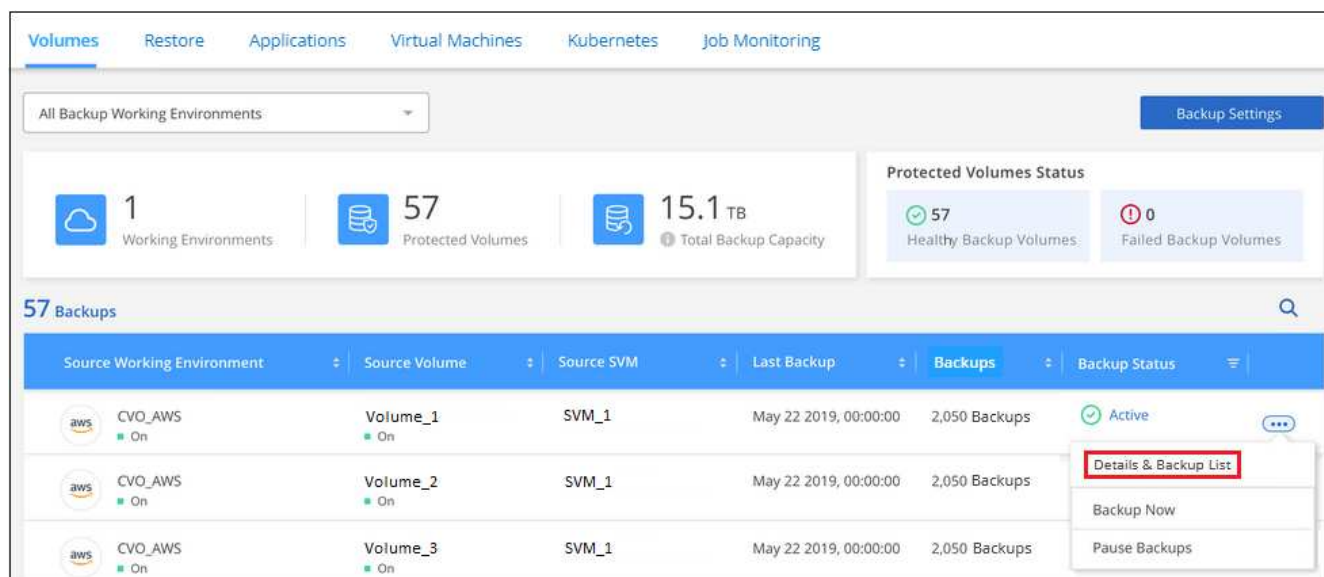 Volumes Restore Applications Virtual Machines Kubernetes Job Monitoring
All Backup Working Environments
Backup Settings
1
Working Environments
57
Protected Volumes
15.1 TB
Total Backup Capacity
Protected Volumes Status
57
Healthy Backup Volumes
0
Failed Backup Volumes
57 Backups
Source Working Environment Source Volume Source SVM Last Backup Backups Backup Status
aws CVO_AWS Volume_1 SVM_1 May 22 2019, 00:00:00 2,050 Backups Active
On On
Details & Backup List
aws CVO_AWS Volume_2 SVM_1 May 22 2019, 00:00:00 2,050 Backups
On On
Backup Now
Pause Backups
aws CVO_AWS Volume_3 SVM_1 May 22 2019, 00:00:00 2,050 Backups
On On